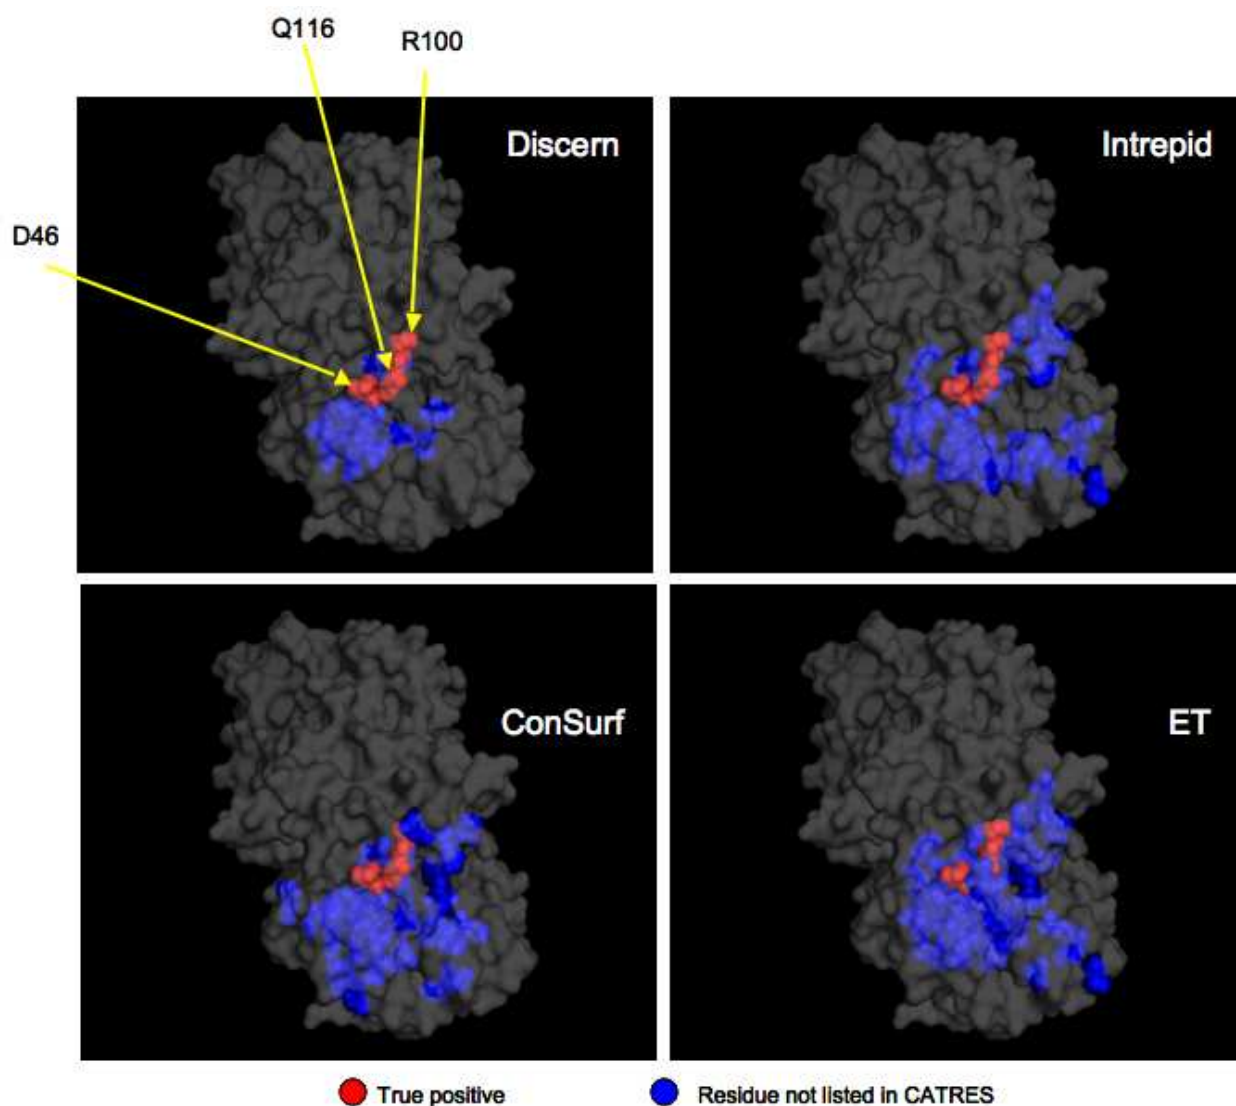 Q116
R100
D46
Discern
Intrepid
ConSurf
ET
True positive
Residue not listed in CATRES